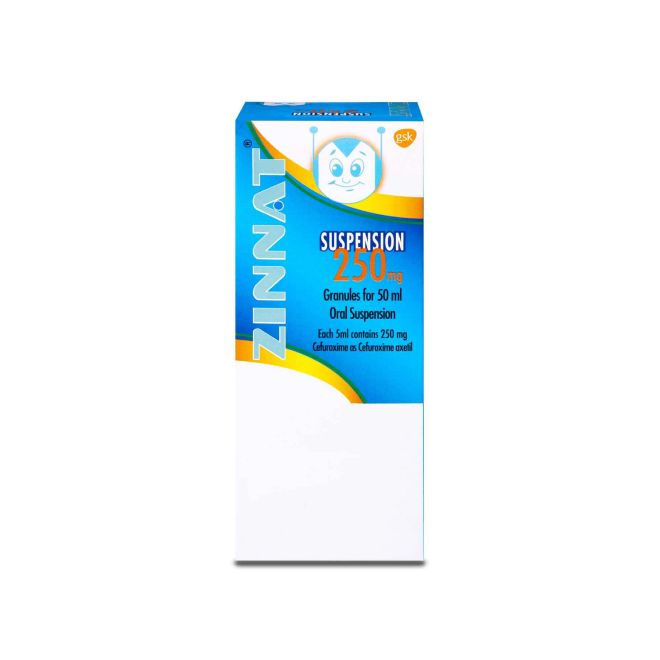 SUSPENSION
gsk
ZINNAT®
SUSPENSION
250mg
Granules for 50 ml
Oral Suspension
Each 5ml contains 250 mg
Cefuroxime as Cefuroxime axetil